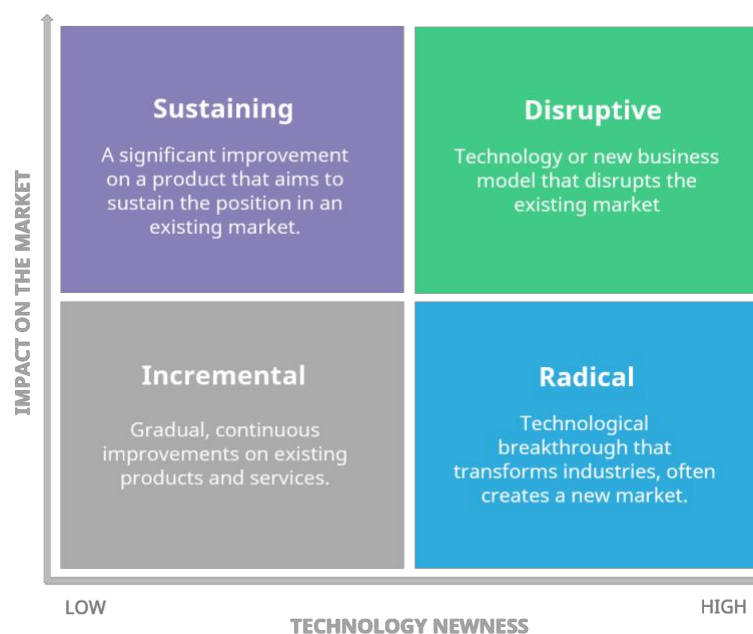 IMPACT ON THE MARKET
Sustaining
A significant improvement
on a product that aims to
sustain the position in an
existing market.
Disruptive
Technology or new business
model that disrupts the
existing market
Incremental
Gradual, continuous
improvements on existing
products and services.
Radical
Technological
breakthrough that
transforms industries, often
creates a new market.
LOW
HIGH
TECHNOLOGY NEWNESS